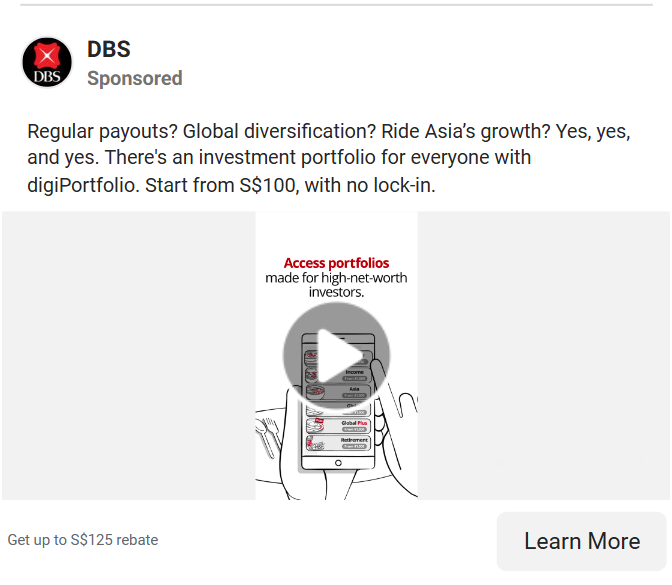 DBS
DBS
Sponsored
Regular payouts? Global diversification? Ride Asia’s growth? Yes, yes,
and yes. There's an investment portfolio for everyone with
digiPortfolio. Start from S$100, with no lock-in.
Access portfolios
made for high-net-worth
investors.
Income
Asia
Global Plus
Retirement
Get up to S$125 rebate
Learn More